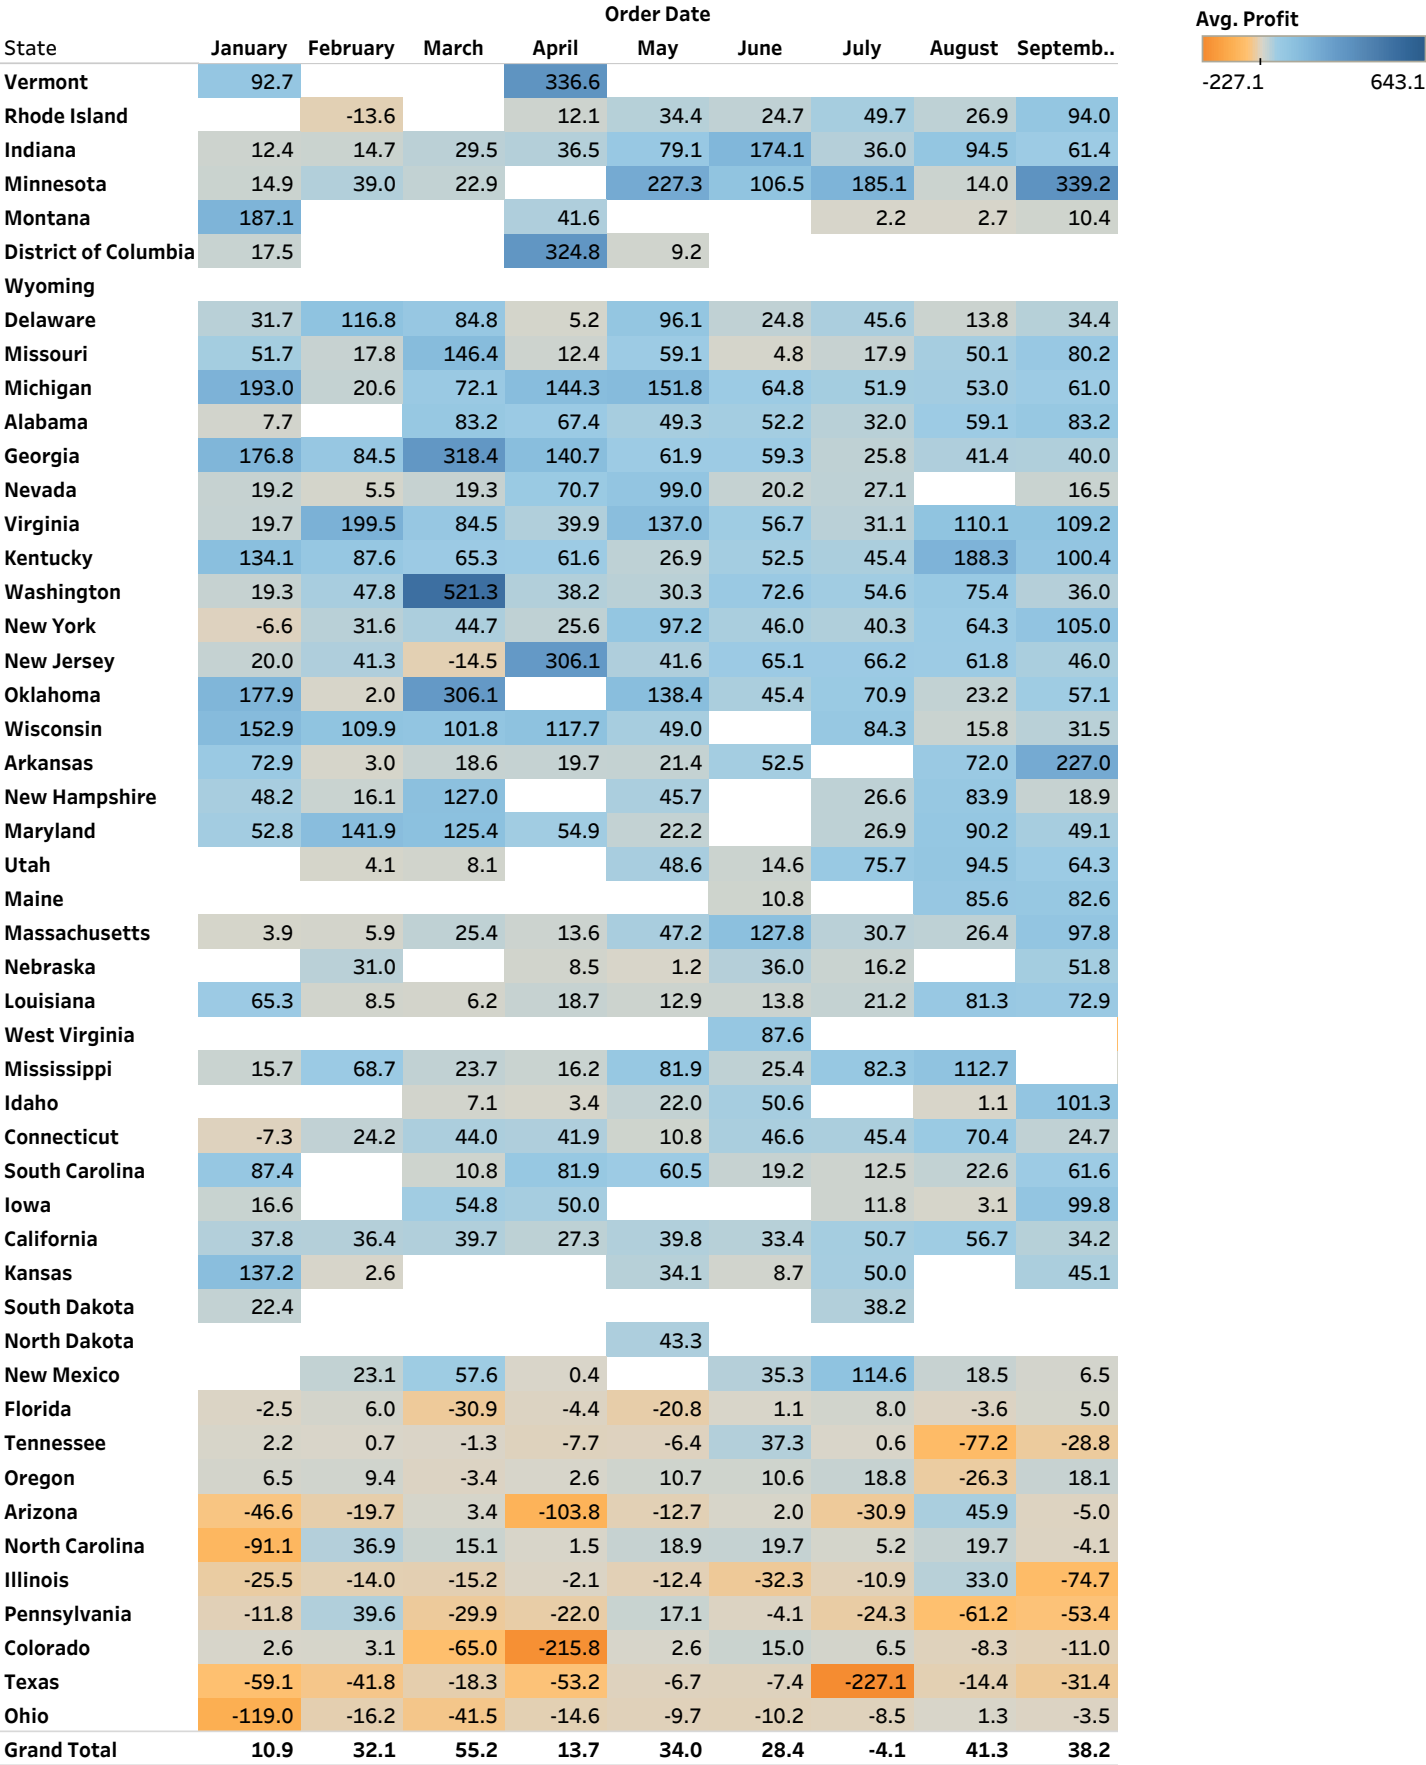 Order Date
Avg. Profit
State January February March April May June July August Septemb..
-227.1 643.1
Vermont 92.7 336.6
Rhode Island -13.6 12.1 34.4 24.7 49.7 26.9 94.0
Indiana 12.4 14.7 29.5 36.5 79.1 174.1 36.0 94.5 61.4
Minnesota 14.9 39.0 22.9 227.3 106.5 185.1 14.0 339.2
Montana 187.1 41.6 2.2 2.7 10.4
District of Columbia 17.5 324.8 9.2
Wyoming
Delaware 31.7 116.8 84.8 5.2 96.1 24.8 45.6 13.8 34.4
Missouri 51.7 17.8 146.4 12.4 59.1 4.8 17.9 50.1 80.2
Michigan 193.0 20.6 72.1 144.3 151.8 64.8 51.9 53.0 61.0
Alabama 7.7 83.2 67.4 49.3 52.2 32.0 59.1 83.2
Georgia 176.8 84.5 318.4 140.7 61.9 59.3 25.8 41.4 40.0
Nevada 19.2 5.5 19.3 70.7 99.0 20.2 27.1 16.5
Virginia 19.7 199.5 84.5 39.9 137.0 56.7 31.1 110.1 109.2
Kentucky 134.1 87.6 65.3 61.6 26.9 52.5 45.4 188.3 100.4
Washington 19.3 47.8 521.3 38.2 30.3 72.6 54.6 75.4 36.0
New York -6.6 31.6 44.7 25.6 97.2 46.0 40.3 64.3 105.0
New Jersey 20.0 41.3 -14.5 306.1 41.6 65.1 66.2 61.8 46.0
Oklahoma 177.9 2.0 306.1 138.4 45.4 70.9 23.2 57.1
Wisconsin 152.9 109.9 101.8 117.7 49.0 84.3 15.8 31.5
Arkansas 72.9 3.0 18.6 19.7 21.4 52.5 72.0 227.0
New Hampshire 48.2 16.1 127.0 45.7 26.6 83.9 18.9
Maryland 52.8 141.9 125.4 54.9 22.2 26.9 90.2 49.1
Utah 4.1 8.1 48.6 14.6 75.7 94.5 64.3
Maine 10.8 85.6 82.6
Massachusetts 3.9 5.9 25.4 13.6 47.2 127.8 30.7 26.4 97.8
Nebraska 31.0 8.5 1.2 36.0 16.2 51.8
Louisiana 65.3 8.5 6.2 18.7 12.9 13.8 21.2 81.3 72.9
West Virginia 87.6
Mississippi 15.7 68.7 23.7 16.2 81.9 25.4 82.3 112.7
Idaho 7.1 3.4 22.0 50.6 1.1 101.3
Connecticut -7.3 24.2 44.0 41.9 10.8 46.6 45.4 70.4 24.7
South Carolina 87.4 10.8 81.9 60.5 19.2 12.5 22.6 61.6
Iowa 16.6 54.8 50.0 11.8 3.1 99.8
California 37.8 36.4 39.7 27.3 39.8 33.4 50.7 56.7 34.2
Kansas 137.2 2.6 34.1 8.7 50.0 45.1
South Dakota 22.4 38.2
North Dakota 43.3
New Mexico 23.1 57.6 0.4 35.3 114.6 18.5 6.5
Florida -2.5 6.0 -30.9 -4.4 -20.8 1.1 8.0 -3.6 5.0
Tennessee 2.2 0.7 -1.3 -7.7 -6.4 37.3 0.6 -77.2 -28.8
Oregon 6.5 9.4 -3.4 2.6 10.7 10.6 18.8 -26.3 18.1
Arizona -46.6 -19.7 3.4 -103.8 -12.7 2.0 -30.9 45.9 -5.0
North Carolina -91.1 36.9 15.1 1.5 18.9 19.7 5.2 19.7 -4.1
Illinois -25.5 -14.0 -15.2 -2.1 -12.4 -32.3 -10.9 33.0 -74.7
Pennsylvania -11.8 39.6 -29.9 -22.0 17.1 -4.1 -24.3 -61.2 -53.4
Colorado 2.6 3.1 -65.0 -215.8 2.6 15.0 6.5 -8.3 -11.0
Texas -59.1 -41.8 -18.3 -53.2 -6.7 -7.4 -227.1 -14.4 -31.4
Ohio -119.0 -16.2 -41.5 -14.6 -9.7 -10.2 -8.5 1.3 -3.5
Grand Total 10.9 32.1 55.2 13.7 34.0 28.4 -4.1 41.3 38.2